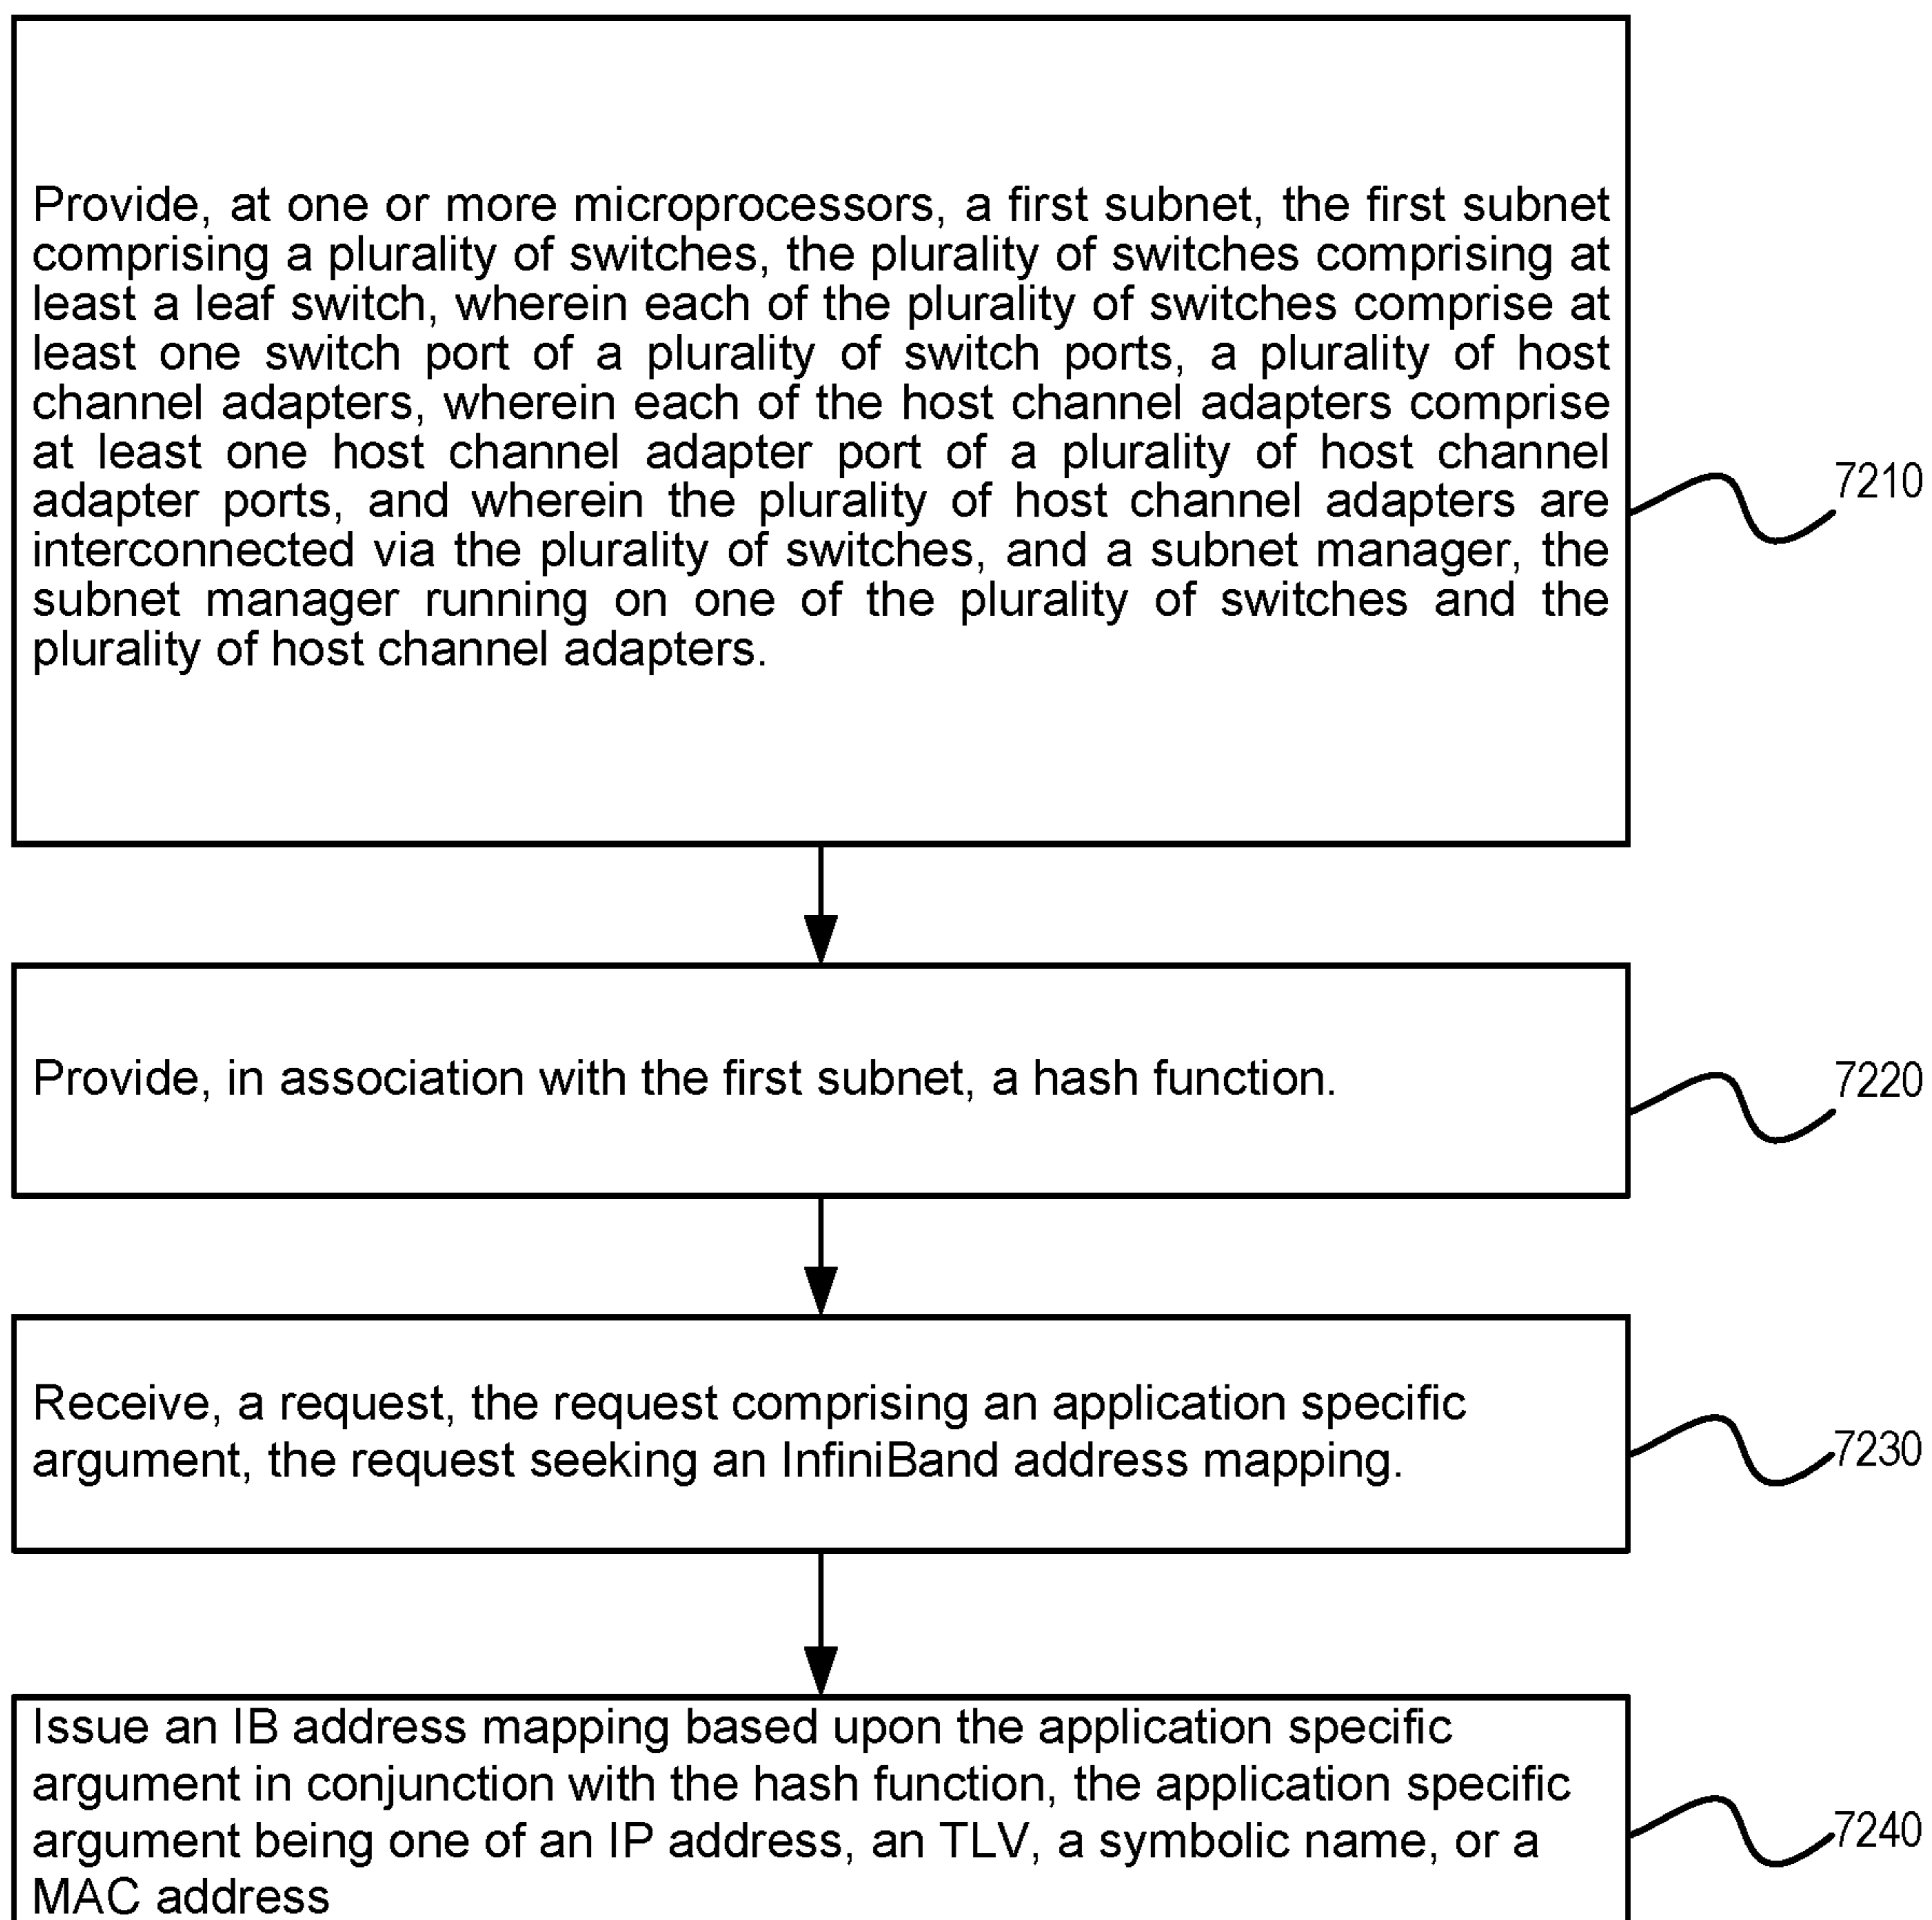 Provide, at one or more microprocessors, a first subnet, the first subnet
comprising a plurality of switches, the plurality of switches comprising at
least a leaf switch, wherein each of the plurality of switches comprise at
least one switch port of a plurality of switch ports, a plurality of host
channel adapters, wherein each of the host channel adapters comprise
at least one host channel adapter port of a plurality of host channel
adapter ports, and wherein the plurality of host channel adapters are
interconnected via the plurality of switches, and a subnet manager, the
subnet manager running on one of the plurality of switches and the
plurality of host channel adapters.
7210
Provide, in association with the first subnet, a hash function.
7220
Receive, a request, the request comprising an application specific
argument, the request seeking an InfiniBand address mapping.
7230
Issue an IB address mapping based upon the application specific
argument in conjunction with the hash function, the application specific
argument being one of an IP address, an TLV, a symbolic name, or a
MAC address
7240